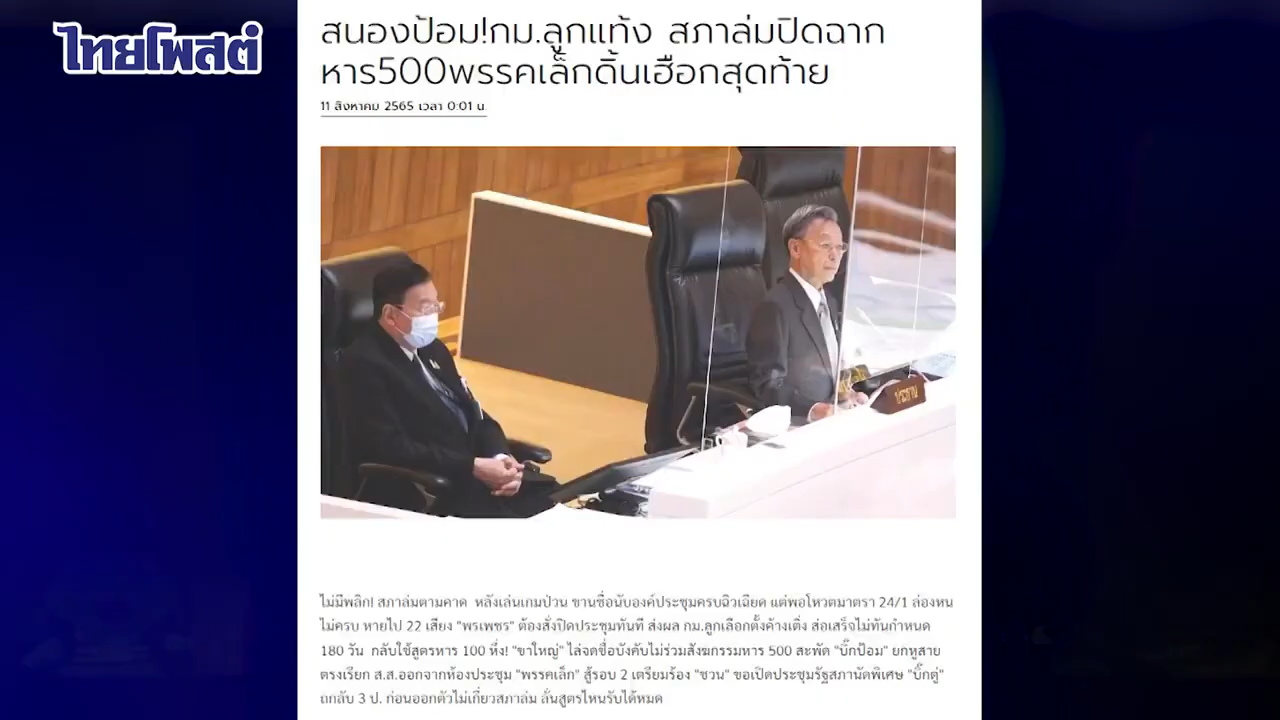 ไทยโพสต์
สนองป้อม!กม.ลูกแท้ง สภาล่มปิดฉาก
หาร500พรรคเล็กดิ้นเฮือกสุดท้าย
11 สิงหาคม 2565 เวลา 0:01 น.
ประธาน
ไม่มีพลิก! สภาล่มตามคาด หลังเล่นเกมป่วน ขานชื่อนับองค์ประชุมครบฉิวเฉียด แต่พอโหวตมาตรา 24/1 ล่องหน
ไม่ครบ หายไป 22 เสียง "พรเพชร" ต้องสั่งปิดประชุมทันที ส่งผล กม.ลูกเลือกตั้งค้างเติ่ง ส่อเสร็จไม่ทันกำหนด
180 วัน กลับใช้สูตรหาร 100 หึ่ง! "ขาใหญ่" ไล่จดชื่อบังคับไม่ร่วมสังฆกรรมหาร 500 สะพัด "บิ๊กป้อม" ยกหูสาย
ตรงเรียก ส.ส.ออกจากห้องประชุม "พรรคเล็ก" สู้รอบ 2 เตรียมร้อง "ชวน" ขอเปิดประชุมรัฐสภานัดพิเศษ "บิ๊กตู่"
ถกลับ 3 ป. ก่อนออกตัวไม่เกี่ยวสภาล่ม ลั่นสูตรไหนรับได้หมด